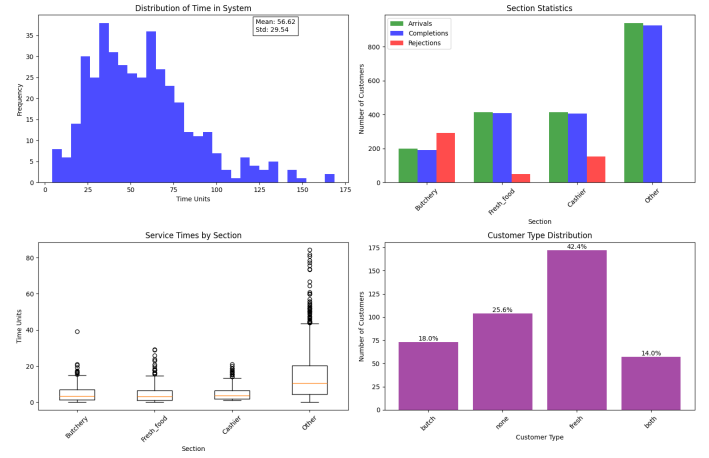 Distribution of Time in System
Mean: 56.62
Std: 29.54
35
30
25
20
15
10
5
0
Frequency
0 25 50 75 100 125 150 175
Time Units
Section Statistics
Arrivals
Completions
Rejections
800
600
400
200
0
Number of Customers
Butchery Fresh_food Cashier Other
Section
Service Times by Section
80
60
40
20
0
Time Units
Butchery Fresh_food Cashier Other
Section
Customer Type Distribution
175
150
125
100
75
50
25
0
Number of Customers
18.0% 25.6% 42.4% 14.0%
butch none fresh both
Customer Type